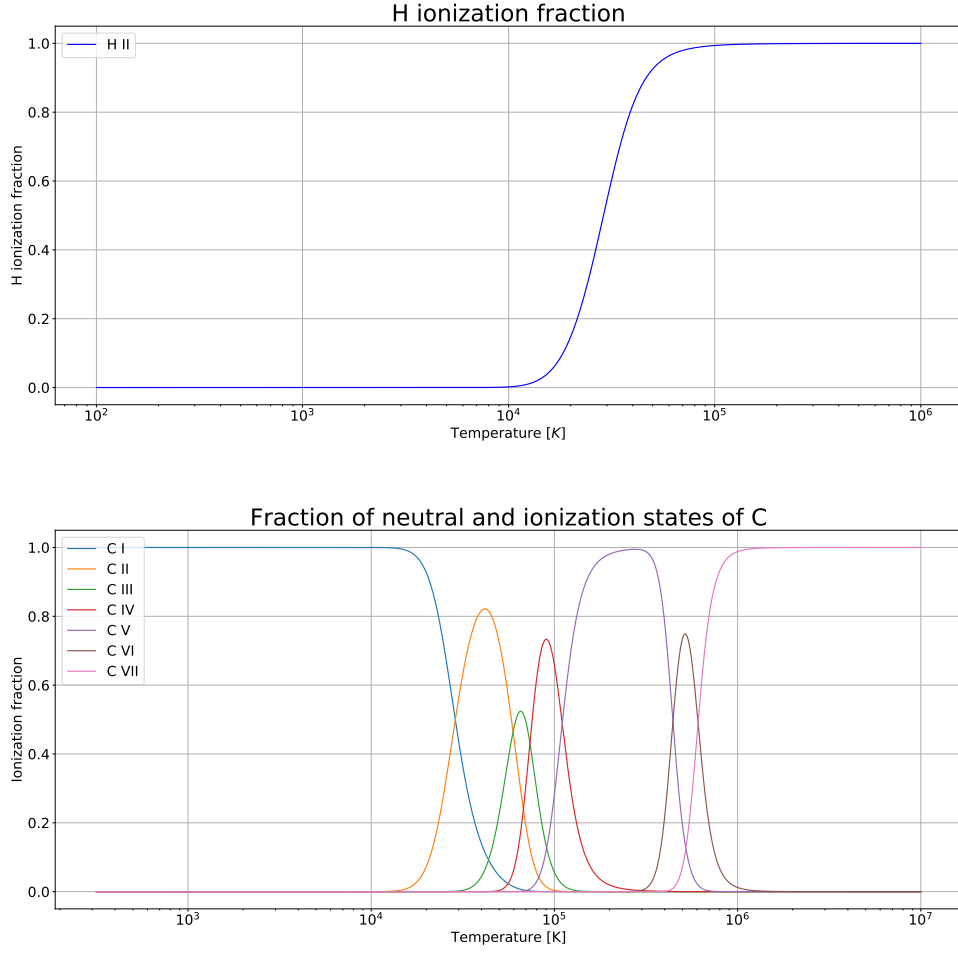 H ionization fraction
H II
1.0
0.8
0.6
0.4
0.2
0.0
H ionization fraction
10²
10³
10⁴
10⁵
10⁶
Temperature [K]
Fraction of neutral and ionization states of C
C I
C II
C III
C IV
C V
C VI
C VII
1.0
0.8
0.6
0.4
0.2
0.0
Ionization fraction
10³
10⁴
10⁵
10⁶
10⁷
Temperature [K]